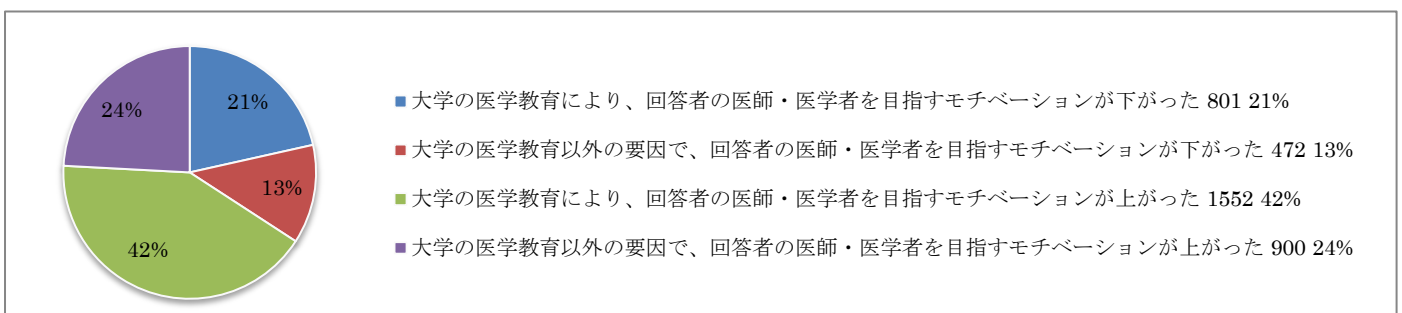 21%
24%
13%
42%
大学の医学教育により、回答者の医師・医学者を目指すモチベーションが下がった 801 21%
大学の医学教育以外の要因で、回答者の医師・医学者を目指すモチベーションが下がった 472 13%
大学の医学教育により、回答者の医師・医学者を目指すモチベーションが上がった 1552 42%
大学の医学教育以外の要因で、回答者の医師・医学者を目指すモチベーションが上がった 900 24%